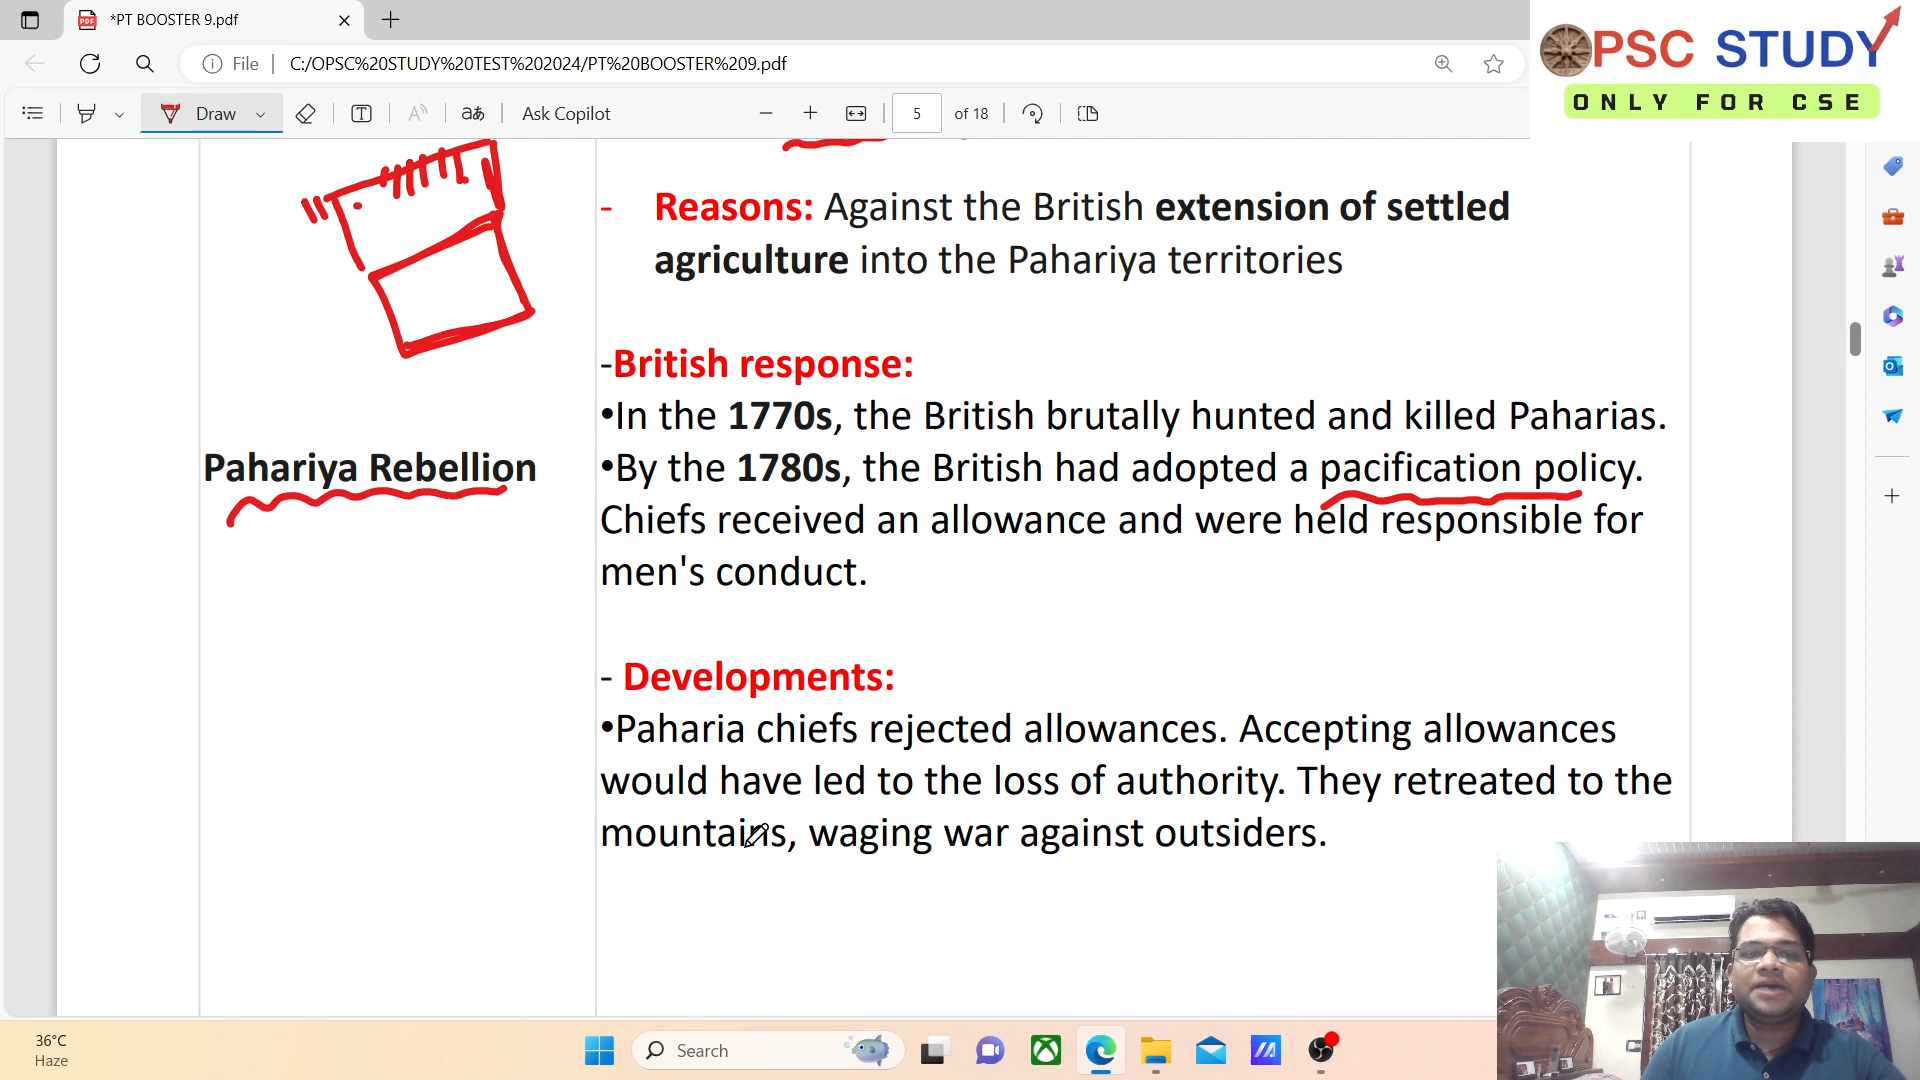 *PT BOOSTER 9.pdf
File
C:/OPSC%20STUDY%20TEST%202024/PT%20BOOSTER%209.pdf
PSC STUDY
ONLY FOR CSE
Draw
aあ
Ask Copilot
5 of 18
- Reasons: Against the British extension of settled
agriculture into the Pahariya territories
-British response:
•In the 1770s, the British brutally hunted and killed Paharias.
Pahariya Rebellion
•By the 1780s, the British had adopted a pacification policy.
Chiefs received an allowance and were held responsible for
men's conduct.
- Developments:
•Paharia chiefs rejected allowances. Accepting allowances
would have led to the loss of authority. They retreated to the
mountains, waging war against outsiders.
36°C
Haze
Search